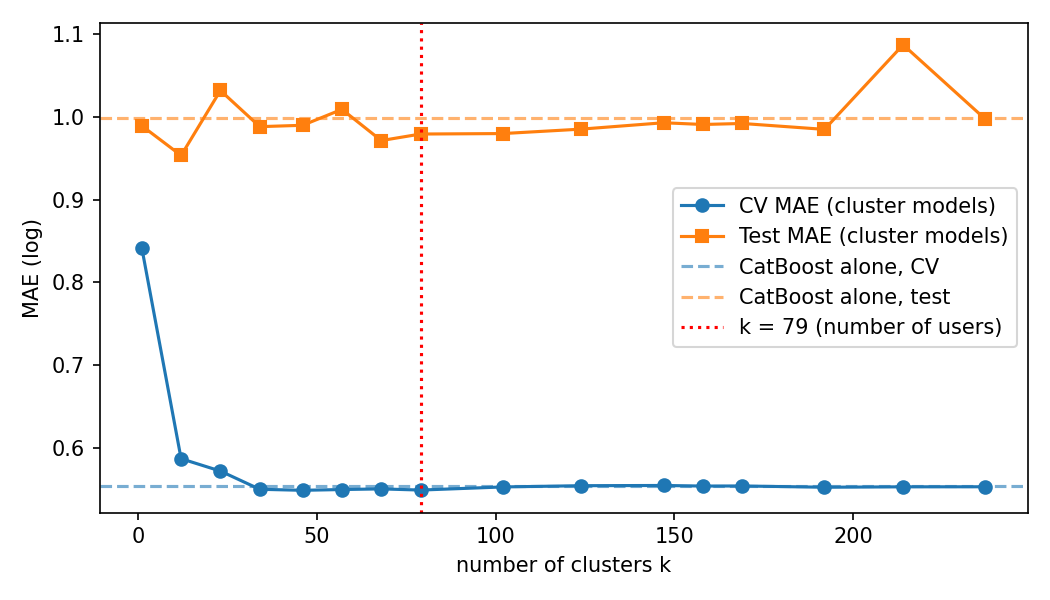 1.1
1.0
0.9
0.8
0.7
0.6
MAE (log)
CV MAE (cluster models)
Test MAE (cluster models)
CatBoost alone, CV
CatBoost alone, test
k = 79 (number of users)
0
50
100
150
200
number of clusters k